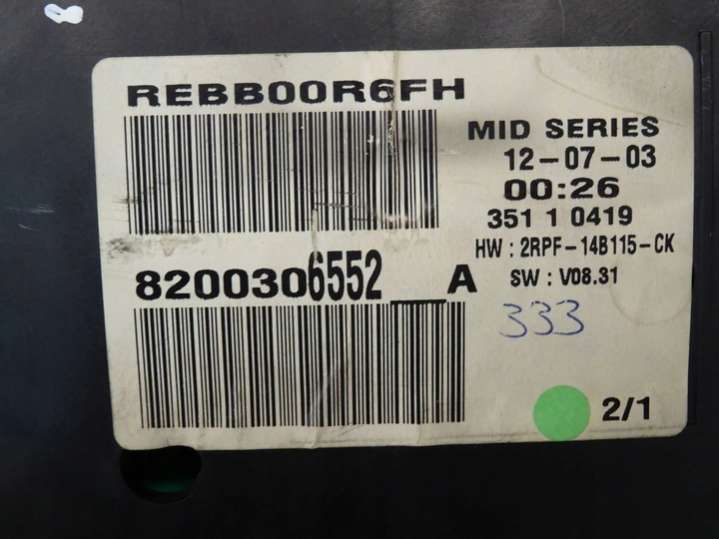 REBB00R6FH
MID SERIES
12-07-03
00:26
351 1 0419
HW : 2RPF-14B115-CK
8200306552__A
SW : V08.31
333
2/1